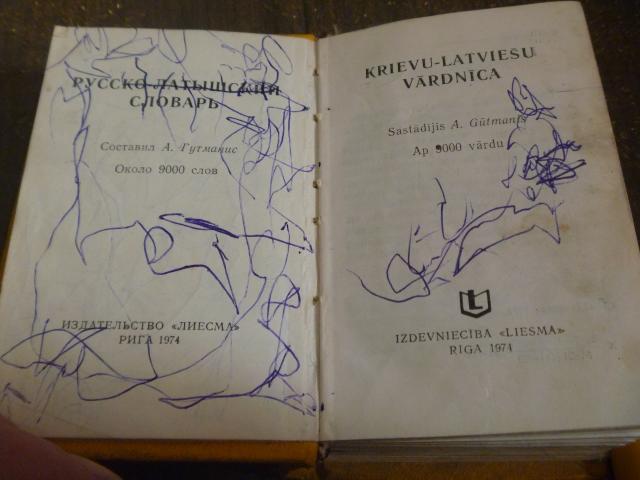 РУССКО-ЛАТЫШСКИЙ
СЛОВАРЬ
Составил А. Гутманис
Около 9000 слов
ИЗДАТЕЛЬСТВО «ЛИЕСМА»
РИГА 1974
KRIEVU-LATVIEŠU
VĀRDNĪCA
Sastādījis A. Gūtmanis
Ap 9000 vārdu
L
IZDEVNIECĪBA «LIESMA»
RĪGĀ 1974